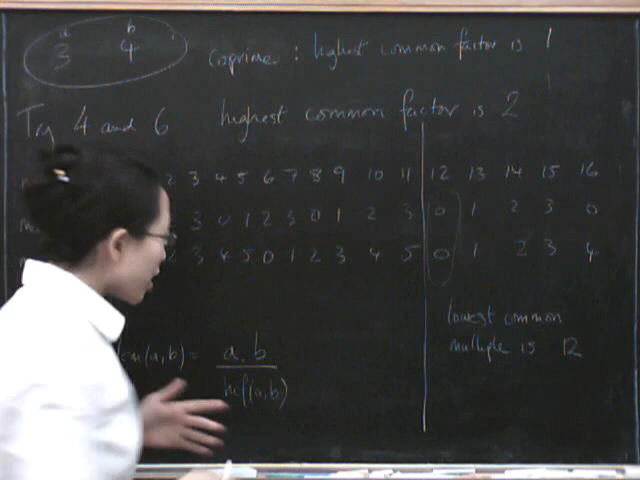 a b
3 4 coprime : highest common factor is 1
Try 4 and 6 highest common factor is 2
2 3 4 5 6 7 8 9 10 11 12 13 14 15 16
3 0 1 2 3 0 1 2 3 0 1 2 3 0
2 3 4 5 0 1 2 3 4 5 0 1 2 3 4
lowest common
multiple is 12
(a,b) = a.b
hcf(a,b)